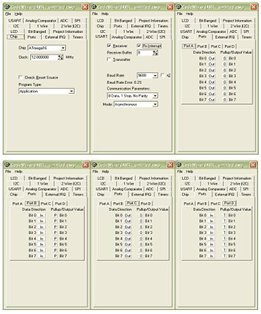 File Help
USART Analog Comparator ADC SPI
I2C 1 Wire 2 Wire (I2C)
LCD Bit-Banged Project Information
Chip Ports External IRQ Timers
Chip: ATmega16
Clock: 12.000000 MHz
Check Reset Source
Program Type:
Application
File Help
LCD Bit-Banged Project Information
I2C 1 Wire 2 Wire (I2C)
Chip Ports External IRQ Timers
USART Analog Comparator ADC SPI
Receiver Rx Interrupt
Receiver Buffer: 8
Transmitter
Baud Rate: 9600 x2
Baud Rate Error: 0.2%
Communication Parameters:
8 Data, 1 Stop, No Parity
Mode: Asynchronous
File Help
LCD Bit-Banged Project Information
I2C 1 Wire 2 Wire (I2C)
USART Analog Comparator ADC SPI
Chip Ports External IRQ Timers
Port A Port B Port C Port D
Data Direction Pullup/Output Value
Bit 0 Out 0 Bit 0
Bit 1 Out 0 Bit 1
Bit 2 Out 0 Bit 2
Bit 3 Out 0 Bit 3
Bit 4 Out 0 Bit 4
Bit 5 Out 0 Bit 5
Bit 6 Out 0 Bit 6
Bit 7 Out 0 Bit 7
File Help
LCD Bit-Banged Project Information
I2C 1 Wire 2 Wire (I2C)
USART Analog Comparator ADC SPI
Chip Ports External IRQ Timers
Port A Port B Port C Port D
Data Direction Pullup/Output Value
Bit 0 In Bit 0
Bit 1 In Bit 1
Bit 2 In Bit 2
Bit 3 In Bit 3
Bit 4 In Bit 4
Bit 5 In Bit 5
Bit 6 In Bit 6
Bit 7 In Bit 7
File Help
LCD Bit-Banged Project Information
I2C 1 Wire 2 Wire (I2C)
USART Analog Comparator ADC SPI
Chip Ports External IRQ Timers
Port A Port B Port C Port D
Data Direction Pullup/Output Value
Bit 0 Out Bit 0
Bit 1 Out Bit 1
Bit 2 Out Bit 2
Bit 3 Out Bit 3
Bit 4 Out Bit 4
Bit 5 Out Bit 5
Bit 6 Out Bit 6
Bit 7 Out Bit 7
File Help
LCD Bit-Banged Project Information
I2C 1 Wire 2 Wire (I2C)
USART Analog Comparator ADC SPI
Chip Ports External IRQ Timers
Port A Port B Port C Port D
Data Direction Pullup/Output Value
Bit 0 In Bit 0
Bit 1 In Bit 1
Bit 2 In Bit 2
Bit 3 In Bit 3
Bit 4 In Bit 4
Bit 5 In Bit 5
Bit 6 In Bit 6
Bit 7 In Bit 7